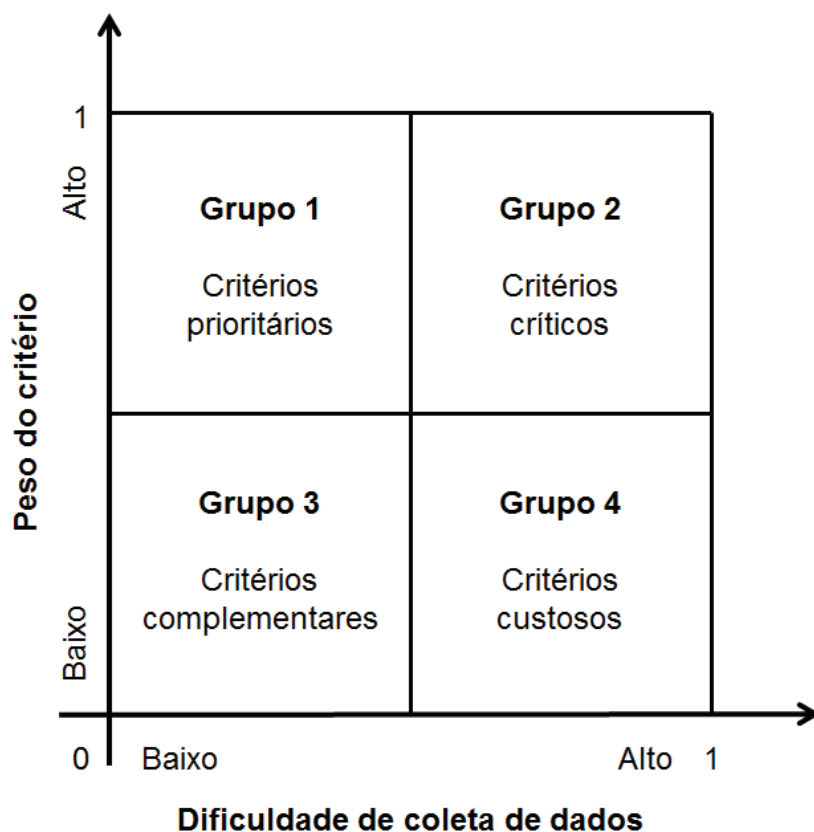 1
Alto
Peso do critério
Baixo
Grupo 1
Critérios
prioritários
Grupo 2
Critérios
críticos
Grupo 3
Critérios
complementares
Grupo 4
Critérios
custosos
0
Baixo
Alto
1
Dificuldade de coleta de dados